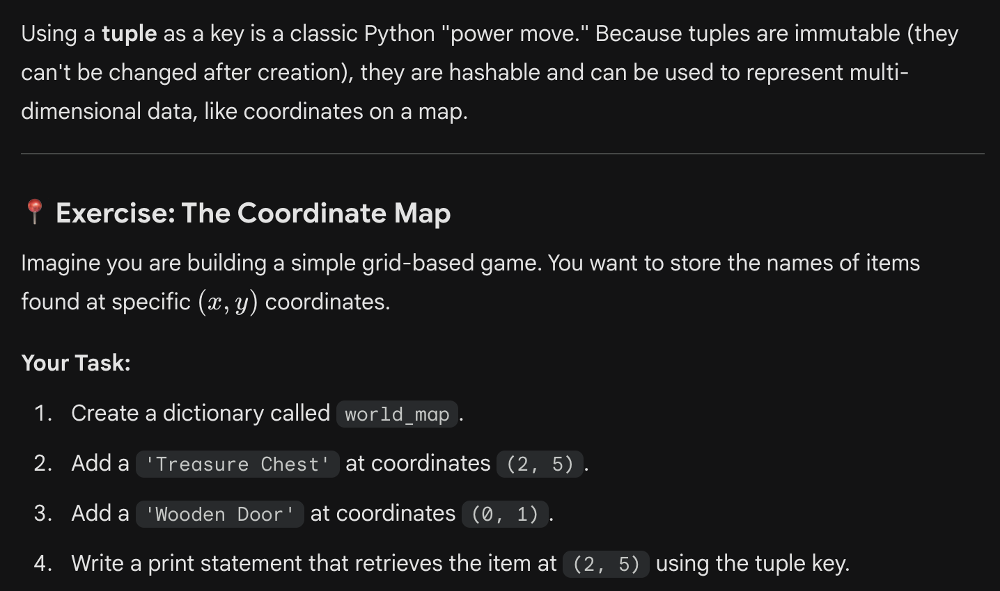 Using a tuple as a key is a classic Python "power move." Because tuples are immutable (they
can't be changed after creation), they are hashable and can be used to represent multi-
dimensional data, like coordinates on a map.
Exercise: The Coordinate Map
Imagine you are building a simple grid-based game. You want to store the names of items
found at specific (x, y) coordinates.
Your Task:
1. Create a dictionary called world_map.
2. Add a 'Treasure Chest' at coordinates (2, 5).
3. Add a 'Wooden Door' at coordinates (0, 1).
4. Write a print statement that retrieves the item at (2, 5) using the tuple key.